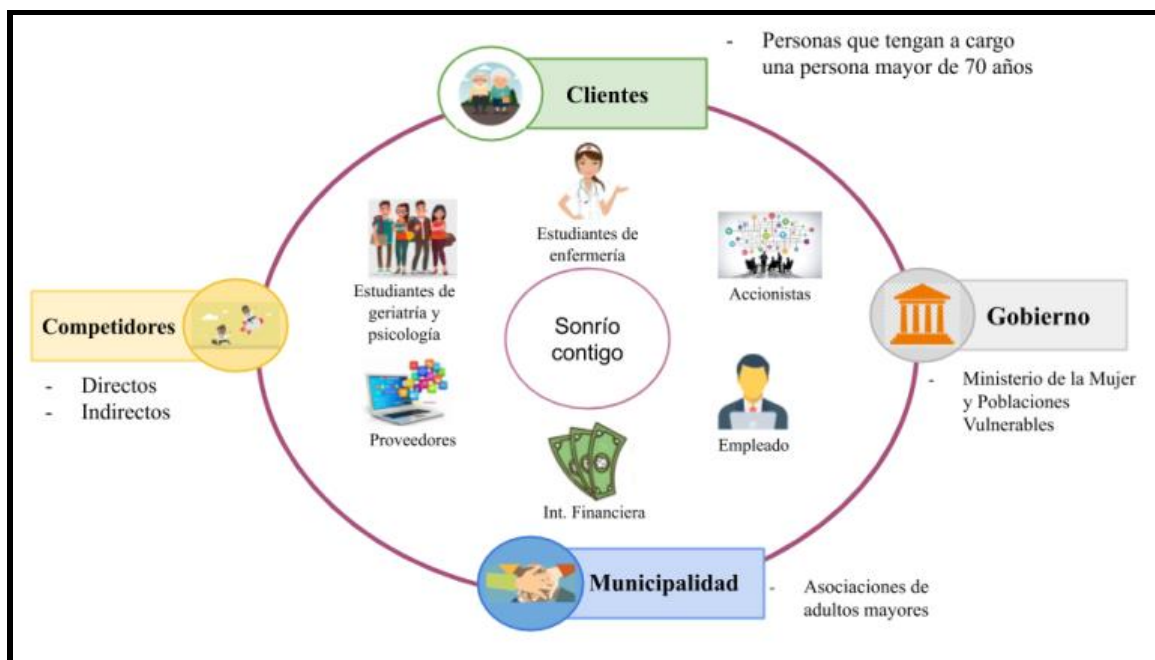 - Personas que tengan a cargo
una persona mayor de 70 años
Clientes
Estudiantes de
enfermería
Estudiantes de
geriatría y
psicología
Accionistas
Competidores
- Directos
- Indirectos
Sonrío
contigo
Gobierno
- Ministerio de la Mujer
y Poblaciones
Vulnerables
Proveedores
Empleado
Int. Financiera
Municipalidad
- Asociaciones de
adultos mayores